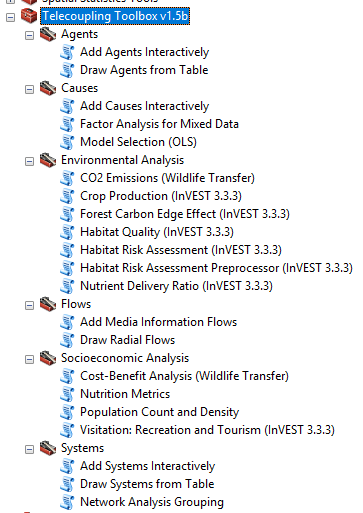 Spatial Statistics Tools
Telecoupling Toolbox v1.5b
Agents
Add Agents Interactively
Draw Agents from Table
Causes
Add Causes Interactively
Factor Analysis for Mixed Data
Model Selection (OLS)
Environmental Analysis
CO2 Emissions (Wildlife Transfer)
Crop Production (InVEST 3.3.3)
Forest Carbon Edge Effect (InVEST 3.3.3)
Habitat Quality (InVEST 3.3.3)
Habitat Risk Assessment (InVEST 3.3.3)
Habitat Risk Assessment Preprocessor (InVEST 3.3.3)
Nutrient Delivery Ratio (InVEST 3.3.3)
Flows
Add Media Information Flows
Draw Radial Flows
Socioeconomic Analysis
Cost-Benefit Analysis (Wildlife Transfer)
Nutrition Metrics
Population Count and Density
Visitation: Recreation and Tourism (InVEST 3.3.3)
Systems
Add Systems Interactively
Draw Systems from Table
Network Analysis Grouping